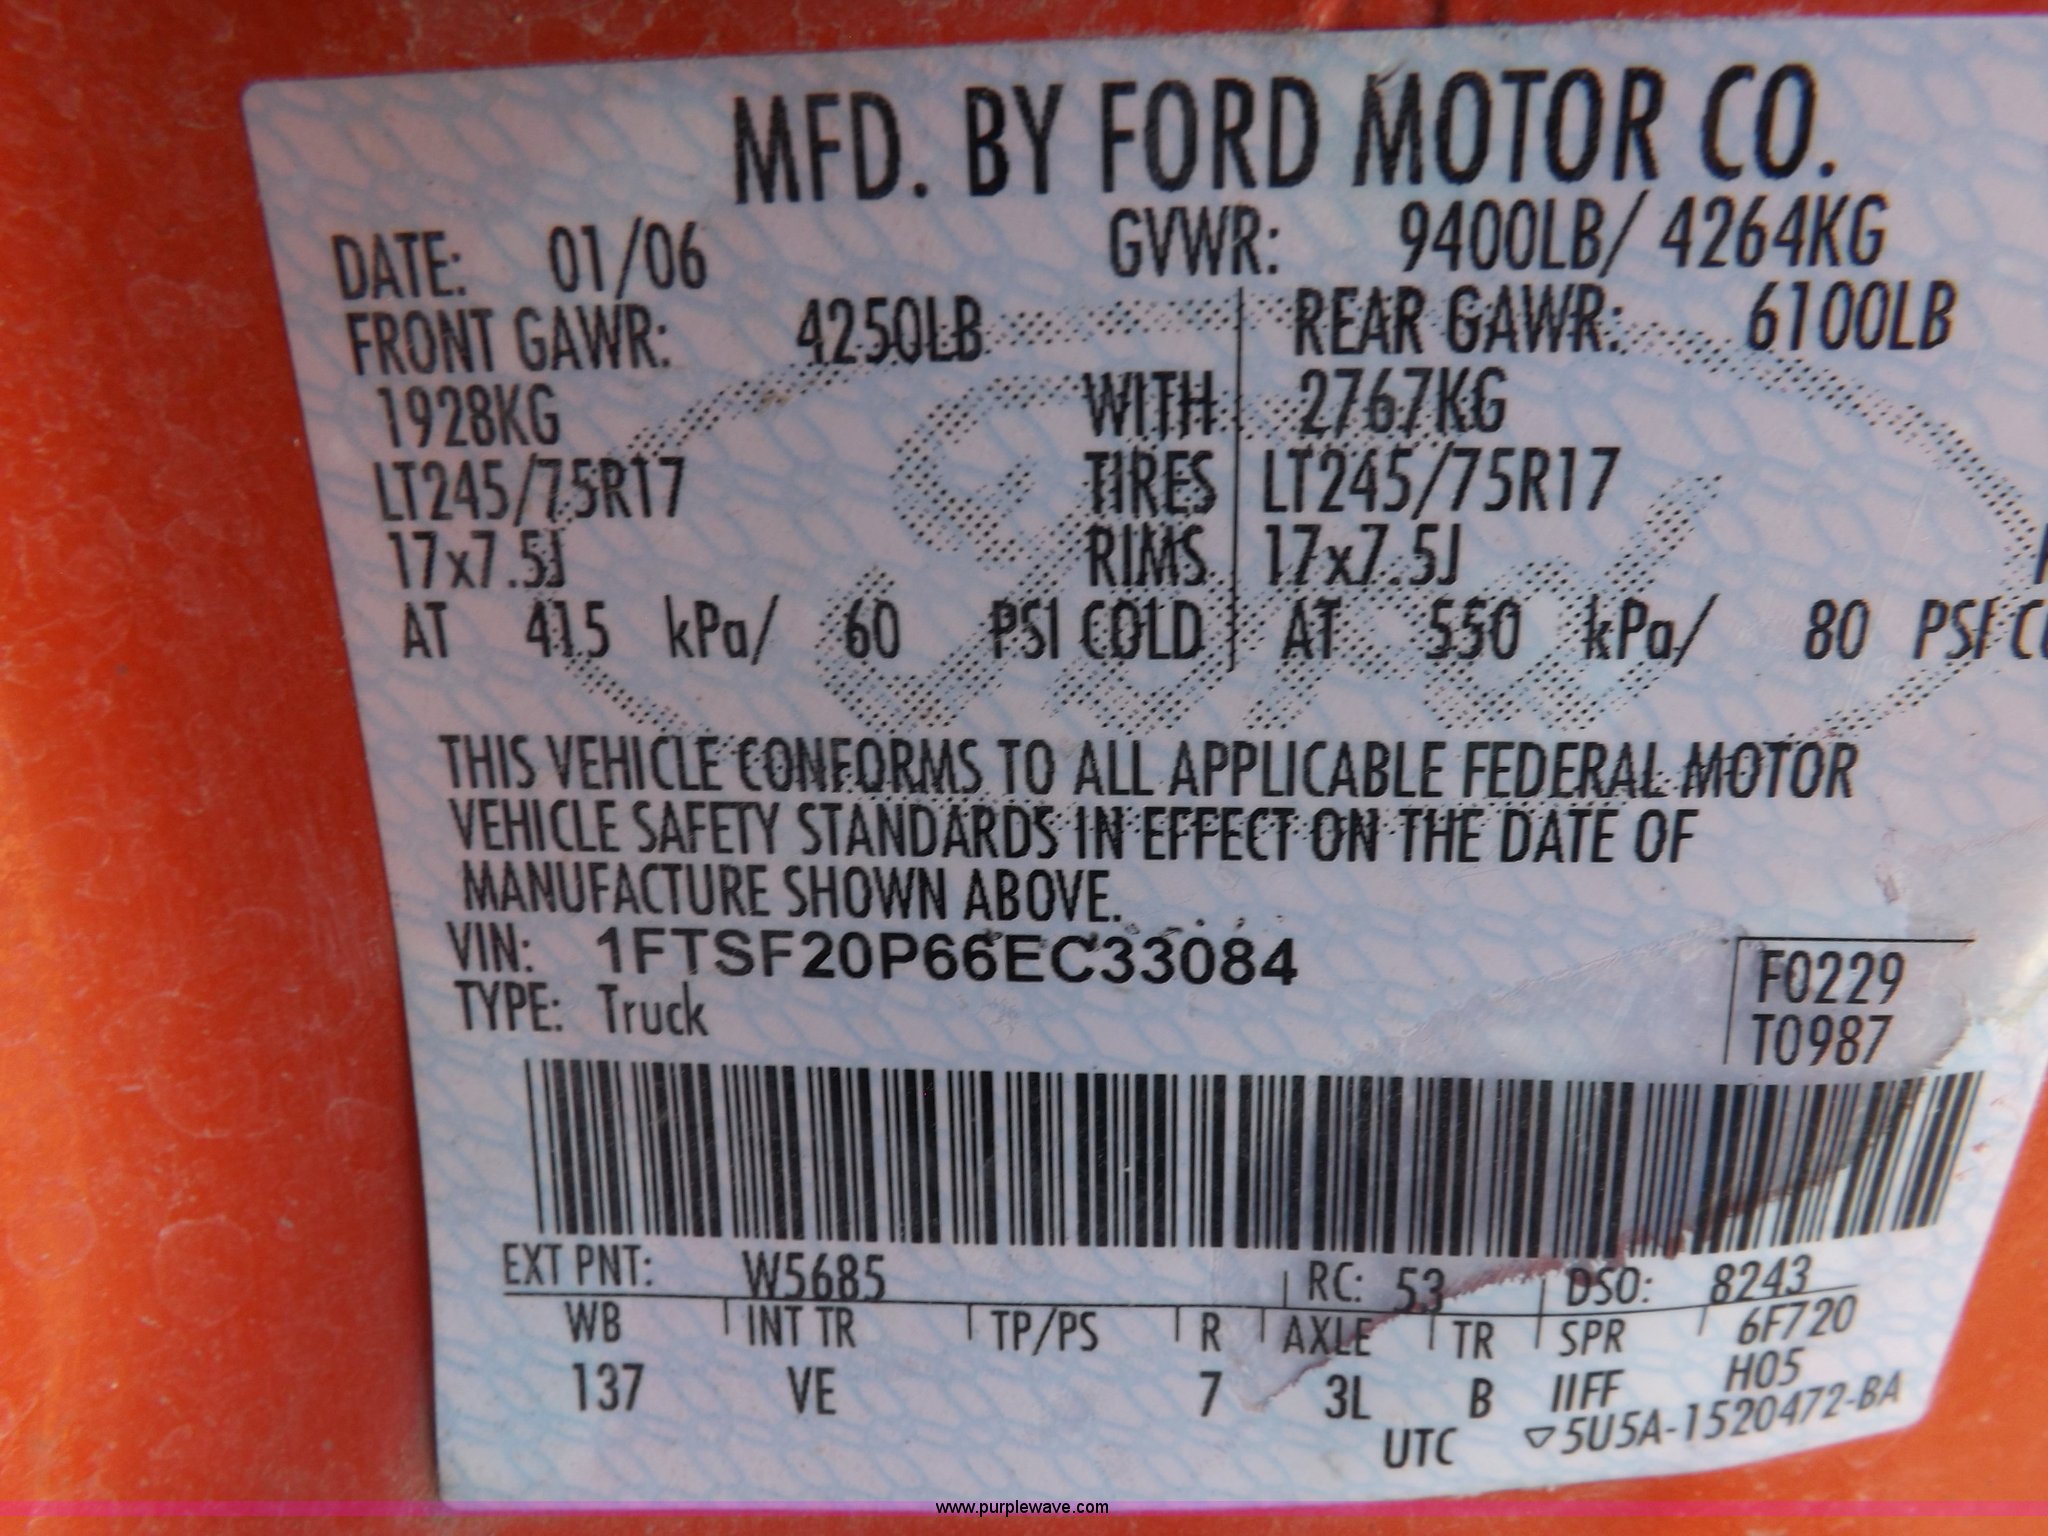 MFD. BY FORD MOTOR CO.
DATE: 01/06 GVWR: 9400LB/ 4264KG
FRONT GAWR: 4250LB REAR GAWR: 6100LB
1928KG WITH 2767KG
LT245/75R17 TIRES LT245/75R17
17x7.5J RIMS 17x7.5J
AT 415 kPa/ 60 PSI COLD AT 550 kPa/ 80 PSI
THIS VEHICLE CONFORMS TO ALL APPLICABLE FEDERAL MOTOR
VEHICLE SAFETY STANDARDS IN EFFECT ON THE DATE OF
MANUFACTURE SHOWN ABOVE.
VIN: 1FTSF20P66EC33084
TYPE: Truck
F0229
T0987
EXT PNT: W5685 RC: 53 DSO: 8243
WB INT TR TP/PS R AXLE TR SPR 6F720
137 VE 7 3L B IIFF H05
UTC ▽5U5A-1520472-BA
www.purplewave.com